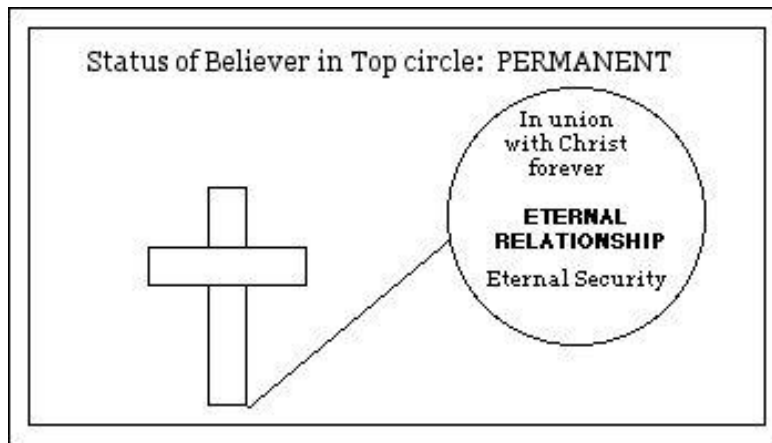 Status of Believer in Top circle: PERMANENT
In union
with Christ
forever
ETERNAL
RELATIONSHIP
Eternal Security